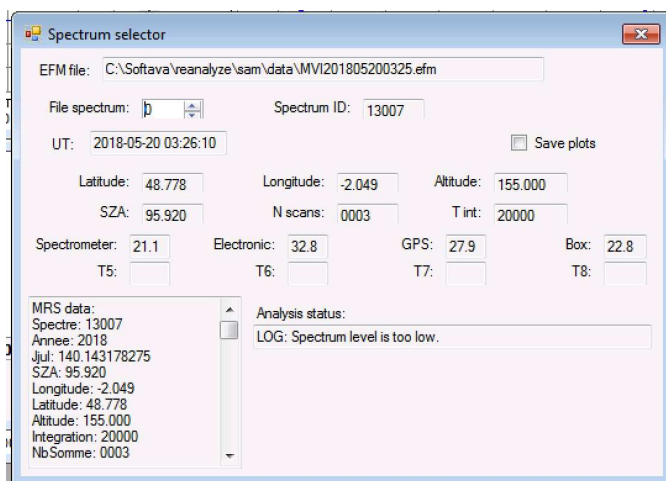 Spectrum selector
EFM file: C:\Softava\reanalyze\sam\data\MVI201805200325.efm
File spectrum: 0 Spectrum ID: 13007
UT: 2018-05-20 03:26:10 Save plots
Latitude: 48.778 Longitude: -2.049 Altitude: 155.000
SZA: 95.920 N scans: 0003 T int: 20000
Spectrometer: 21.1 Electronic: 32.8 GPS: 27.9 Box: 22.8
T5: T6: T7: T8:
MRS data:
Spectre: 13007
Annee: 2018
Jjul: 140.143178275
SZA: 95.920
Longitude: -2.049
Latitude: 48.778
Altitude: 155.000
Integration: 20000
NbSomme: 0003
Analysis status:
LOG: Spectrum level is too low.